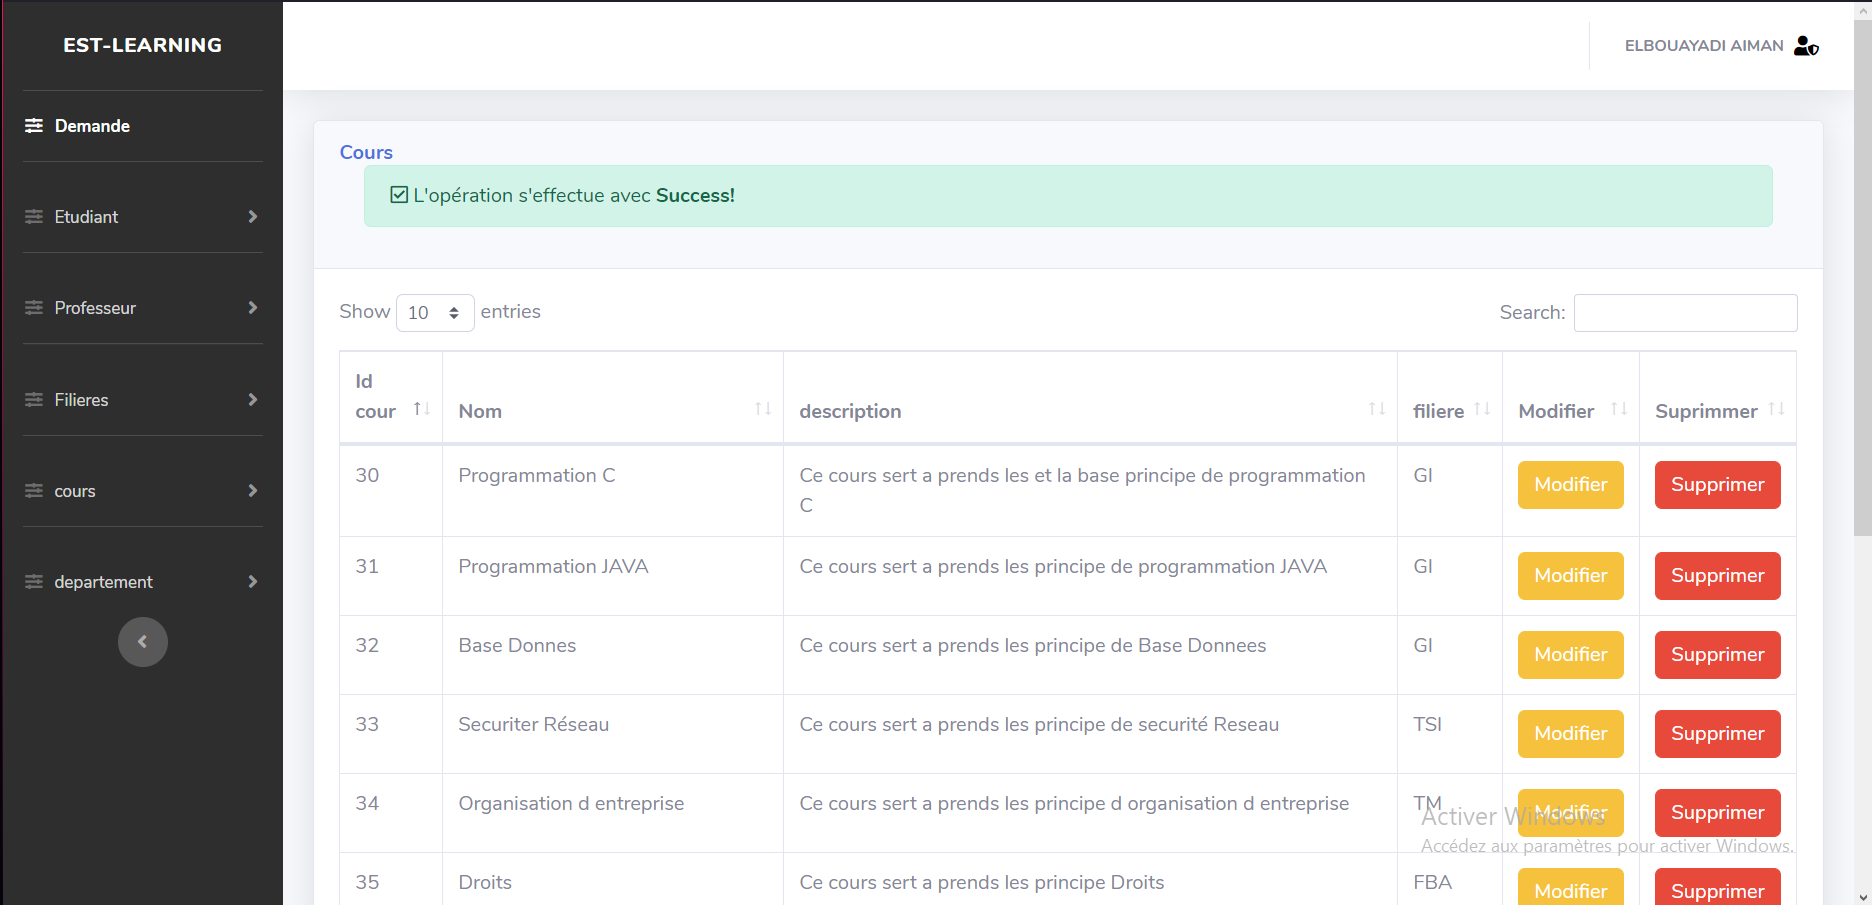 EST-LEARNING
ELBOUAYADI AIMAN
Demande
Etudiant
Professeur
Filieres
cours
departement
Cours
L'opération s'effectue avec Success!
Show 10 entries
Search:
Id cour Nom description filiere Modifier Suprimmer
30 Programmation C Ce cours sert a prends les et la base principe de programmation C GI Modifier Supprimer
31 Programmation JAVA Ce cours sert a prends les principe de programmation JAVA GI Modifier Supprimer
32 Base Donnes Ce cours sert a prends les principe de Base Donnees GI Modifier Supprimer
33 Securiter Réseau Ce cours sert a prends les principe de securité Reseau TSI Modifier Supprimer
34 Organisation d entreprise Ce cours sert a prends les principe d organisation d entreprise TM Modifier Supprimer
35 Droits Ce cours sert a prends les principe Droits FBA Modifier Supprimer
Activer Windows
Accédez aux paramètres pour activer Windows.